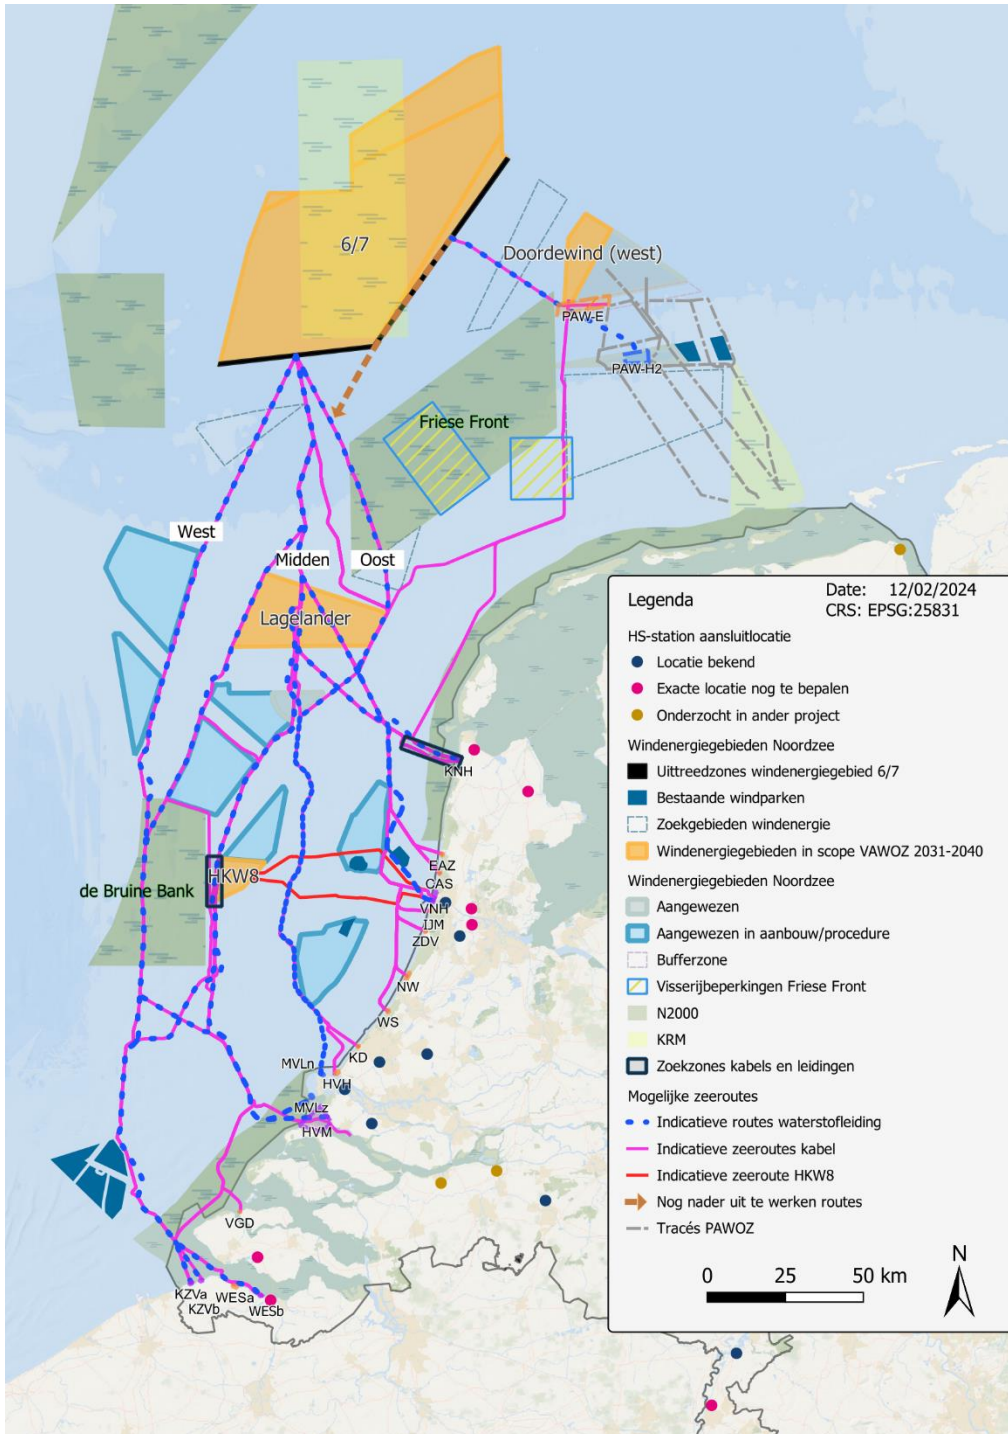 6/7
Doordewind (west)
PAW-E
PAW-H2
Friese Front
West
Midden
Oost
Lagelander
KNH
EAZ
CAS
HKW8
de Bruine Bank
VNH
IJM
ZDV
NW
WS
KD
MVLn
HVH
MVLz
HVM
VGD
KZVa
KZVb
WESa
WESb
Legenda
Date: 12/02/2024
CRS: EPSG:25831
HS-station aansluitlocatie
Locatie bekend
Exacte locatie nog te bepalen
Onderzocht in ander project
Windenergiegebieden Noordzee
Uittreedzones windenergiegebied 6/7
Bestaande windparken
Zoekgebieden windenergie
Windenergiegebieden in scope VAWOZ 2031-2040
Windenergiegebieden Noordzee
Aangewezen
Aangewezen in aanbouw/procedure
Bufferzone
Visserijbeperkingen Friese Front
N2000
KRM
Zoekzones kabels en leidingen
Mogelijke zeeroutes
Indicatieve routes waterstofleiding
Indicatieve zeeroutes kabel
Indicatieve zeeroute HKW8
Nog nader uit te werken routes
Tracés PAWOZ
N
0 25 50 km